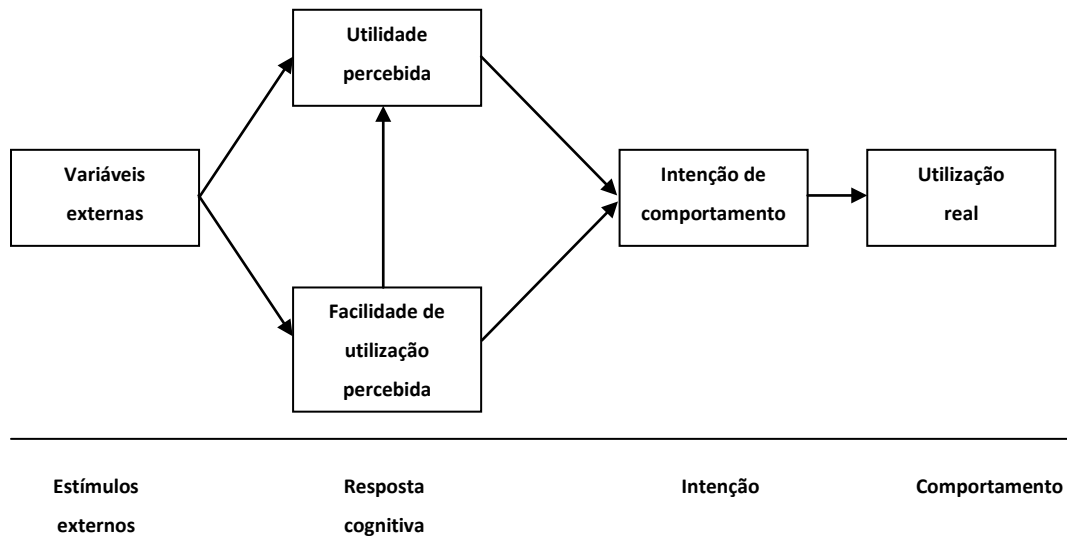 Utilidade
percebida
Variáveis
externas
Intenção de
comportamento
Utilização
real
Facilidade de
utilização
percebida
Estímulos
externos
Resposta
cognitiva
Intenção
Comportamento